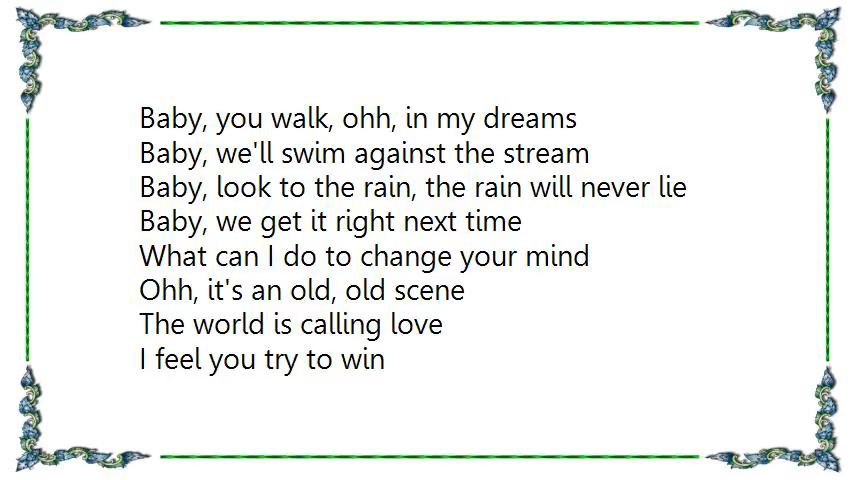 Baby, you walk, ohh, in my dreams
Baby, we'll swim against the stream
Baby, look to the rain, the rain will never lie
Baby, we get it right next time
What can I do to change your mind
Ohh, it's an old, old scene
The world is calling love
I feel you try to win